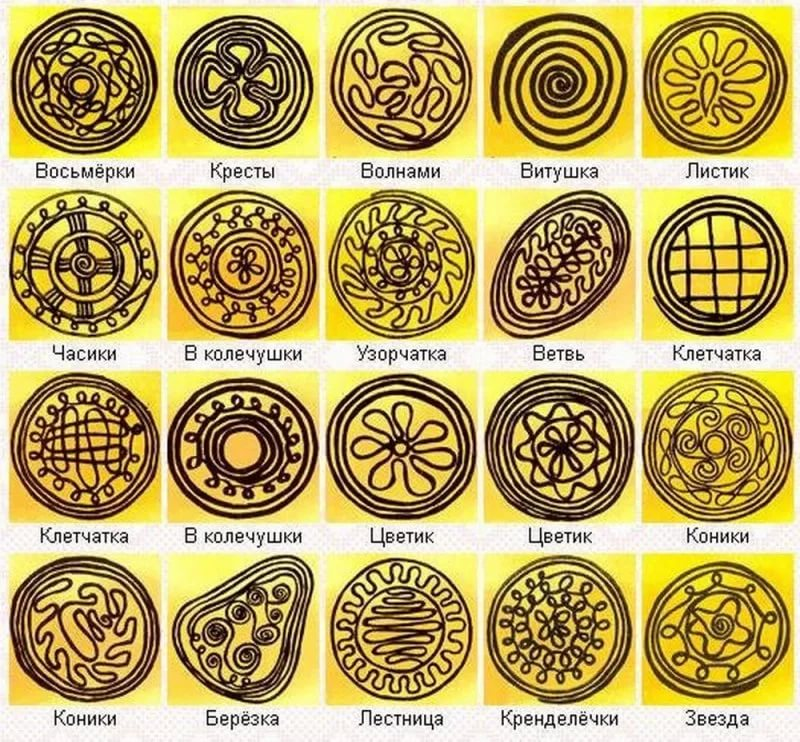 Восьмёрки Кресты Волнами Витушка Листик
Часики В колечушки Узорчатка Ветвь Клетчатка
Клетчатка В колечушки Цветик Цветик Коники
Коники Берёзка Лестница Кренделёчки Звезда